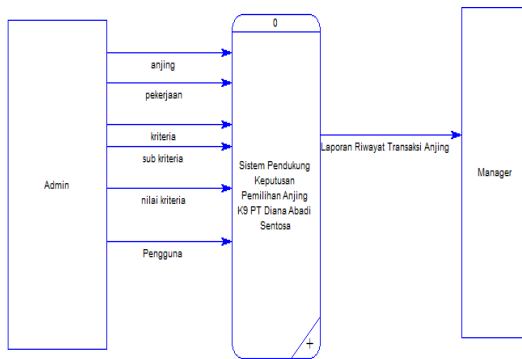 0
anjing
pekerjaan
kriteria
sub kriteria
nilai kriteria
Pengguna
Admin
Sistem Pendukung
Keputusan
Pemilihan Anjing
K9 PT Diana Abadi
Sentosa
+
Laporan Riwayat Transaksi Anjing
Manager